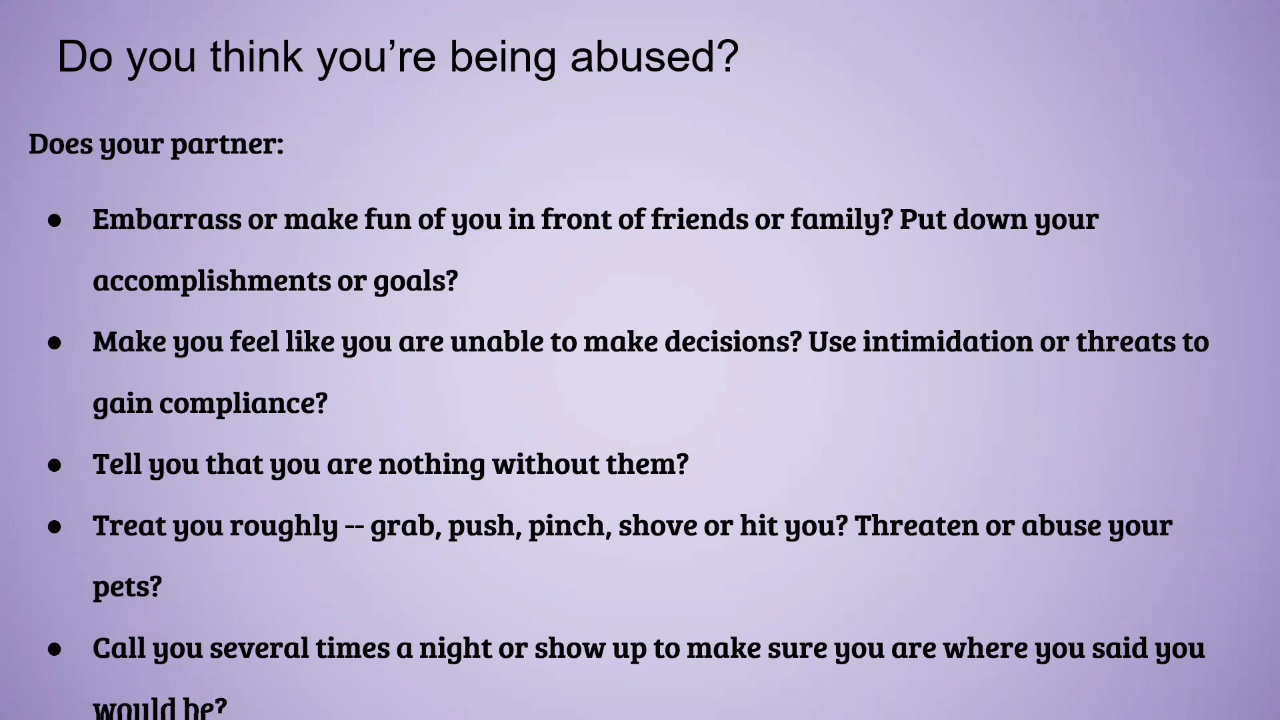 Do you think you’re being abused?
Does your partner:
● Embarrass or make fun of you in front of friends or family? Put down your
accomplishments or goals?
● Make you feel like you are unable to make decisions? Use intimidation or threats to
gain compliance?
● Tell you that you are nothing without them?
● Treat you roughly -- grab, push, pinch, shove or hit you? Threaten or abuse your
pets?
● Call you several times a night or show up to make sure you are where you said you
would be?